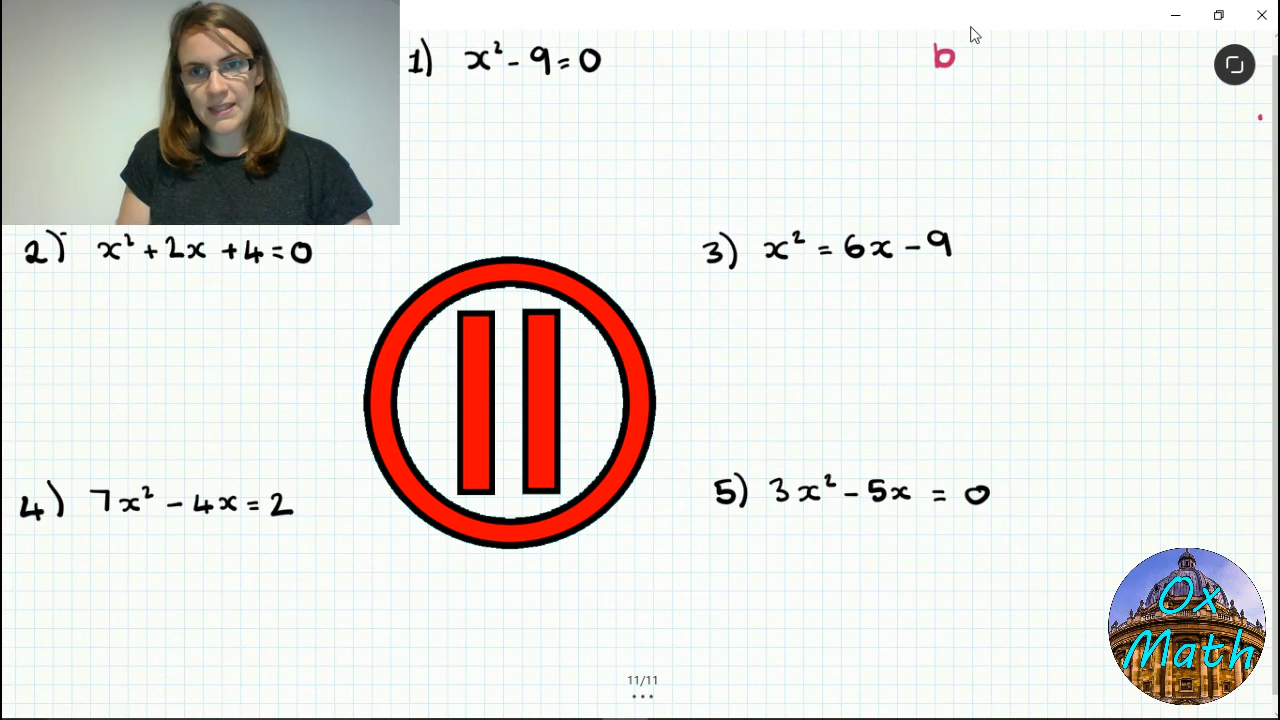 1) x² - 9 = 0
b
2) x² + 2x + 4 = 0
3) x² = 6x - 9
4) 7x² - 4x = 2
5) 3x² - 5x = 0
Ox
Math
11/11